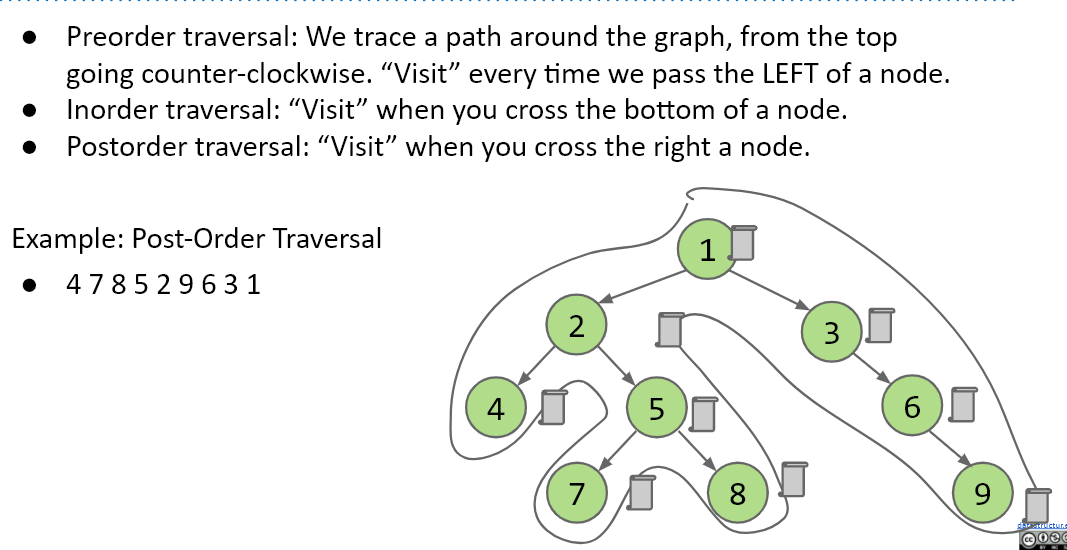 ● Preorder traversal: We trace a path around the graph, from the top
going counter-clockwise. “Visit” every time we pass the LEFT of a node.
● Inorder traversal: “Visit” when you cross the bottom of a node.
● Postorder traversal: “Visit” when you cross the right a node.
Example: Post-Order Traversal
● 4 7 8 5 2 9 6 3 1
1
2
3
4
5
6
7
8
9